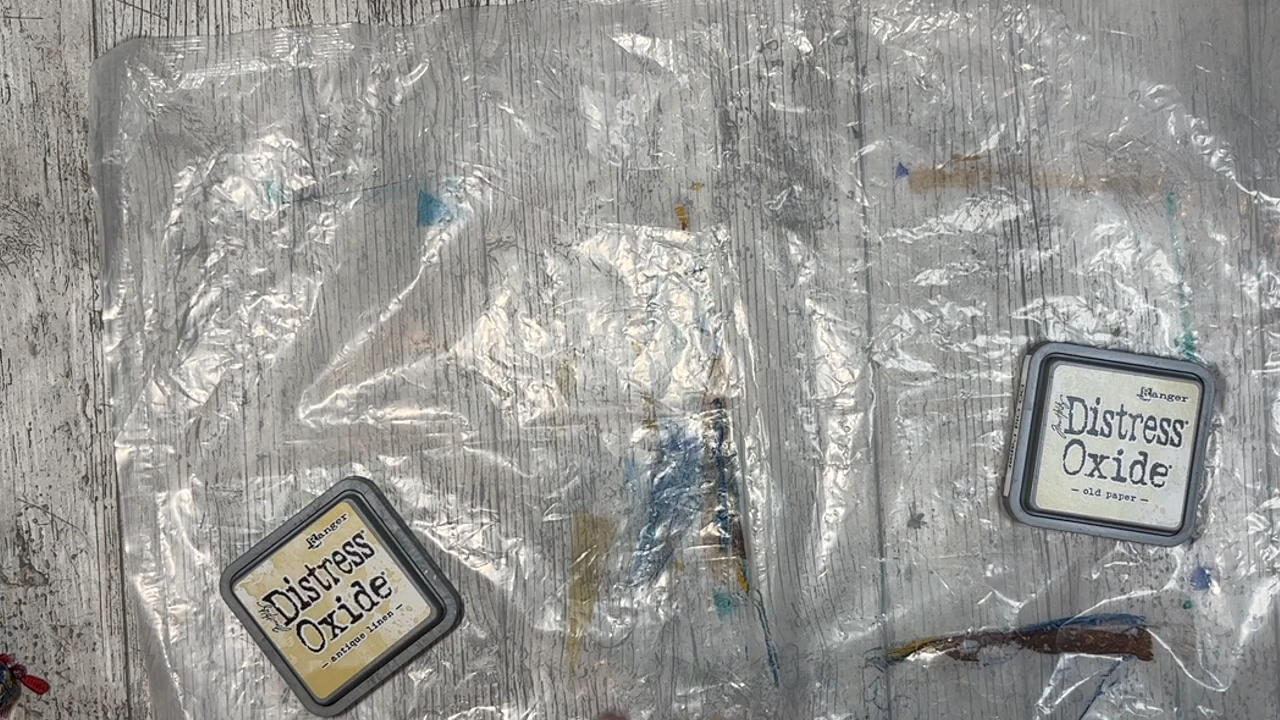 Ranger
Distress
Oxide
— antique linen —
Ranger
Distress
Oxide
— old paper —